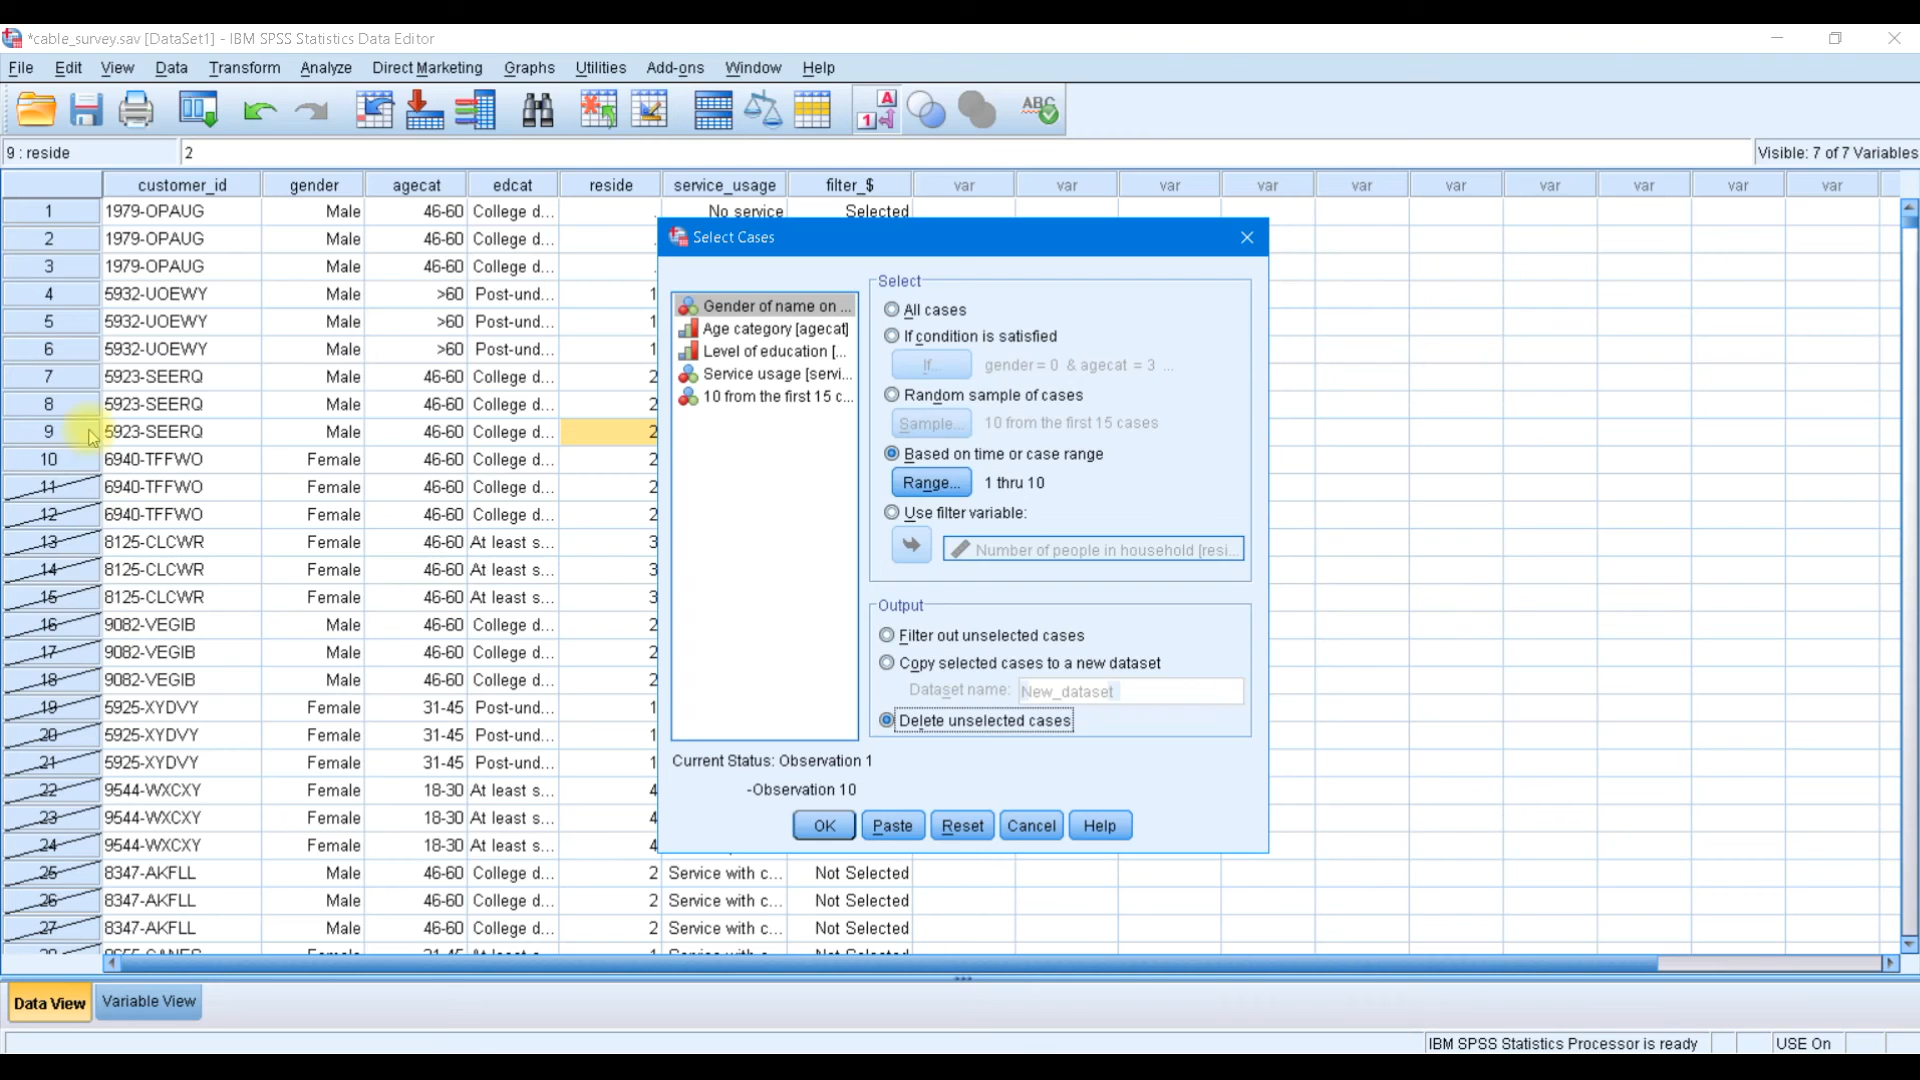 *cable_survey.sav [DataSet1] - IBM SPSS Statistics Data Editor
File Edit View Data Transform Analyze Direct Marketing Graphs Utilities Add-ons Window Help
9 : reside 2 Visible: 7 of 7 Variables
customer_id gender agecat edcat reside service_usage filter_$ var var var var var var var var var var
1 1979-OPAUG Male 46-60 College d... . No service Selected
2 1979-OPAUG Male 46-60 College d... .
3 1979-OPAUG Male 46-60 College d... .
4 5932-UOEWY Male >60 Post-und... 1
5 5932-UOEWY Male >60 Post-und... 1
6 5932-UOEWY Male >60 Post-und... 1
7 5923-SEERQ Male 46-60 College d... 2
8 5923-SEERQ Male 46-60 College d... 2
9 5923-SEERQ Male 46-60 College d... 2
10 6940-TFFWO Female 46-60 College d... 2
11 6940-TFFWO Female 46-60 College d... 2
12 6940-TFFWO Female 46-60 College d... 2
13 8125-CLCWR Female 46-60 At least s... 3
14 8125-CLCWR Female 46-60 At least s... 3
15 8125-CLCWR Female 46-60 At least s... 3
16 9082-VEGIB Male 46-60 College d... 2
17 9082-VEGIB Male 46-60 College d... 2
18 9082-VEGIB Male 46-60 College d... 2
19 5925-XYDVY Female 31-45 Post-und... 1
20 5925-XYDVY Female 31-45 Post-und... 1
21 5925-XYDVY Female 31-45 Post-und... 1
22 9544-WXCXY Female 18-30 At least s... 4
23 9544-WXCXY Female 18-30 At least s... 4
24 9544-WXCXY Female 18-30 At least s... 4
25 8347-AKFLL Male 46-60 College d... 2 Service with c... Not Selected
26 8347-AKFLL Male 46-60 College d... 2 Service with c... Not Selected
27 8347-AKFLL Male 46-60 College d... 2 Service with c... Not Selected
Select Cases
Gender of name on ...
Age category [agecat]
Level of education [...
Service usage [servi...
10 from the first 15 c...
Select
All cases
If condition is satisfied
If... gender = 0 & agecat = 3 ...
Random sample of cases
Sample... 10 from the first 15 cases
Based on time or case range
Range... 1 thru 10
Use filter variable:
Number of people in household [resi...
Output
Filter out unselected cases
Copy selected cases to a new dataset
Dataset name: New_dataset
Delete unselected cases
Current Status: Observation 1
-Observation 10
OK Paste Reset Cancel Help
Data View Variable View
IBM SPSS Statistics Processor is ready USE On